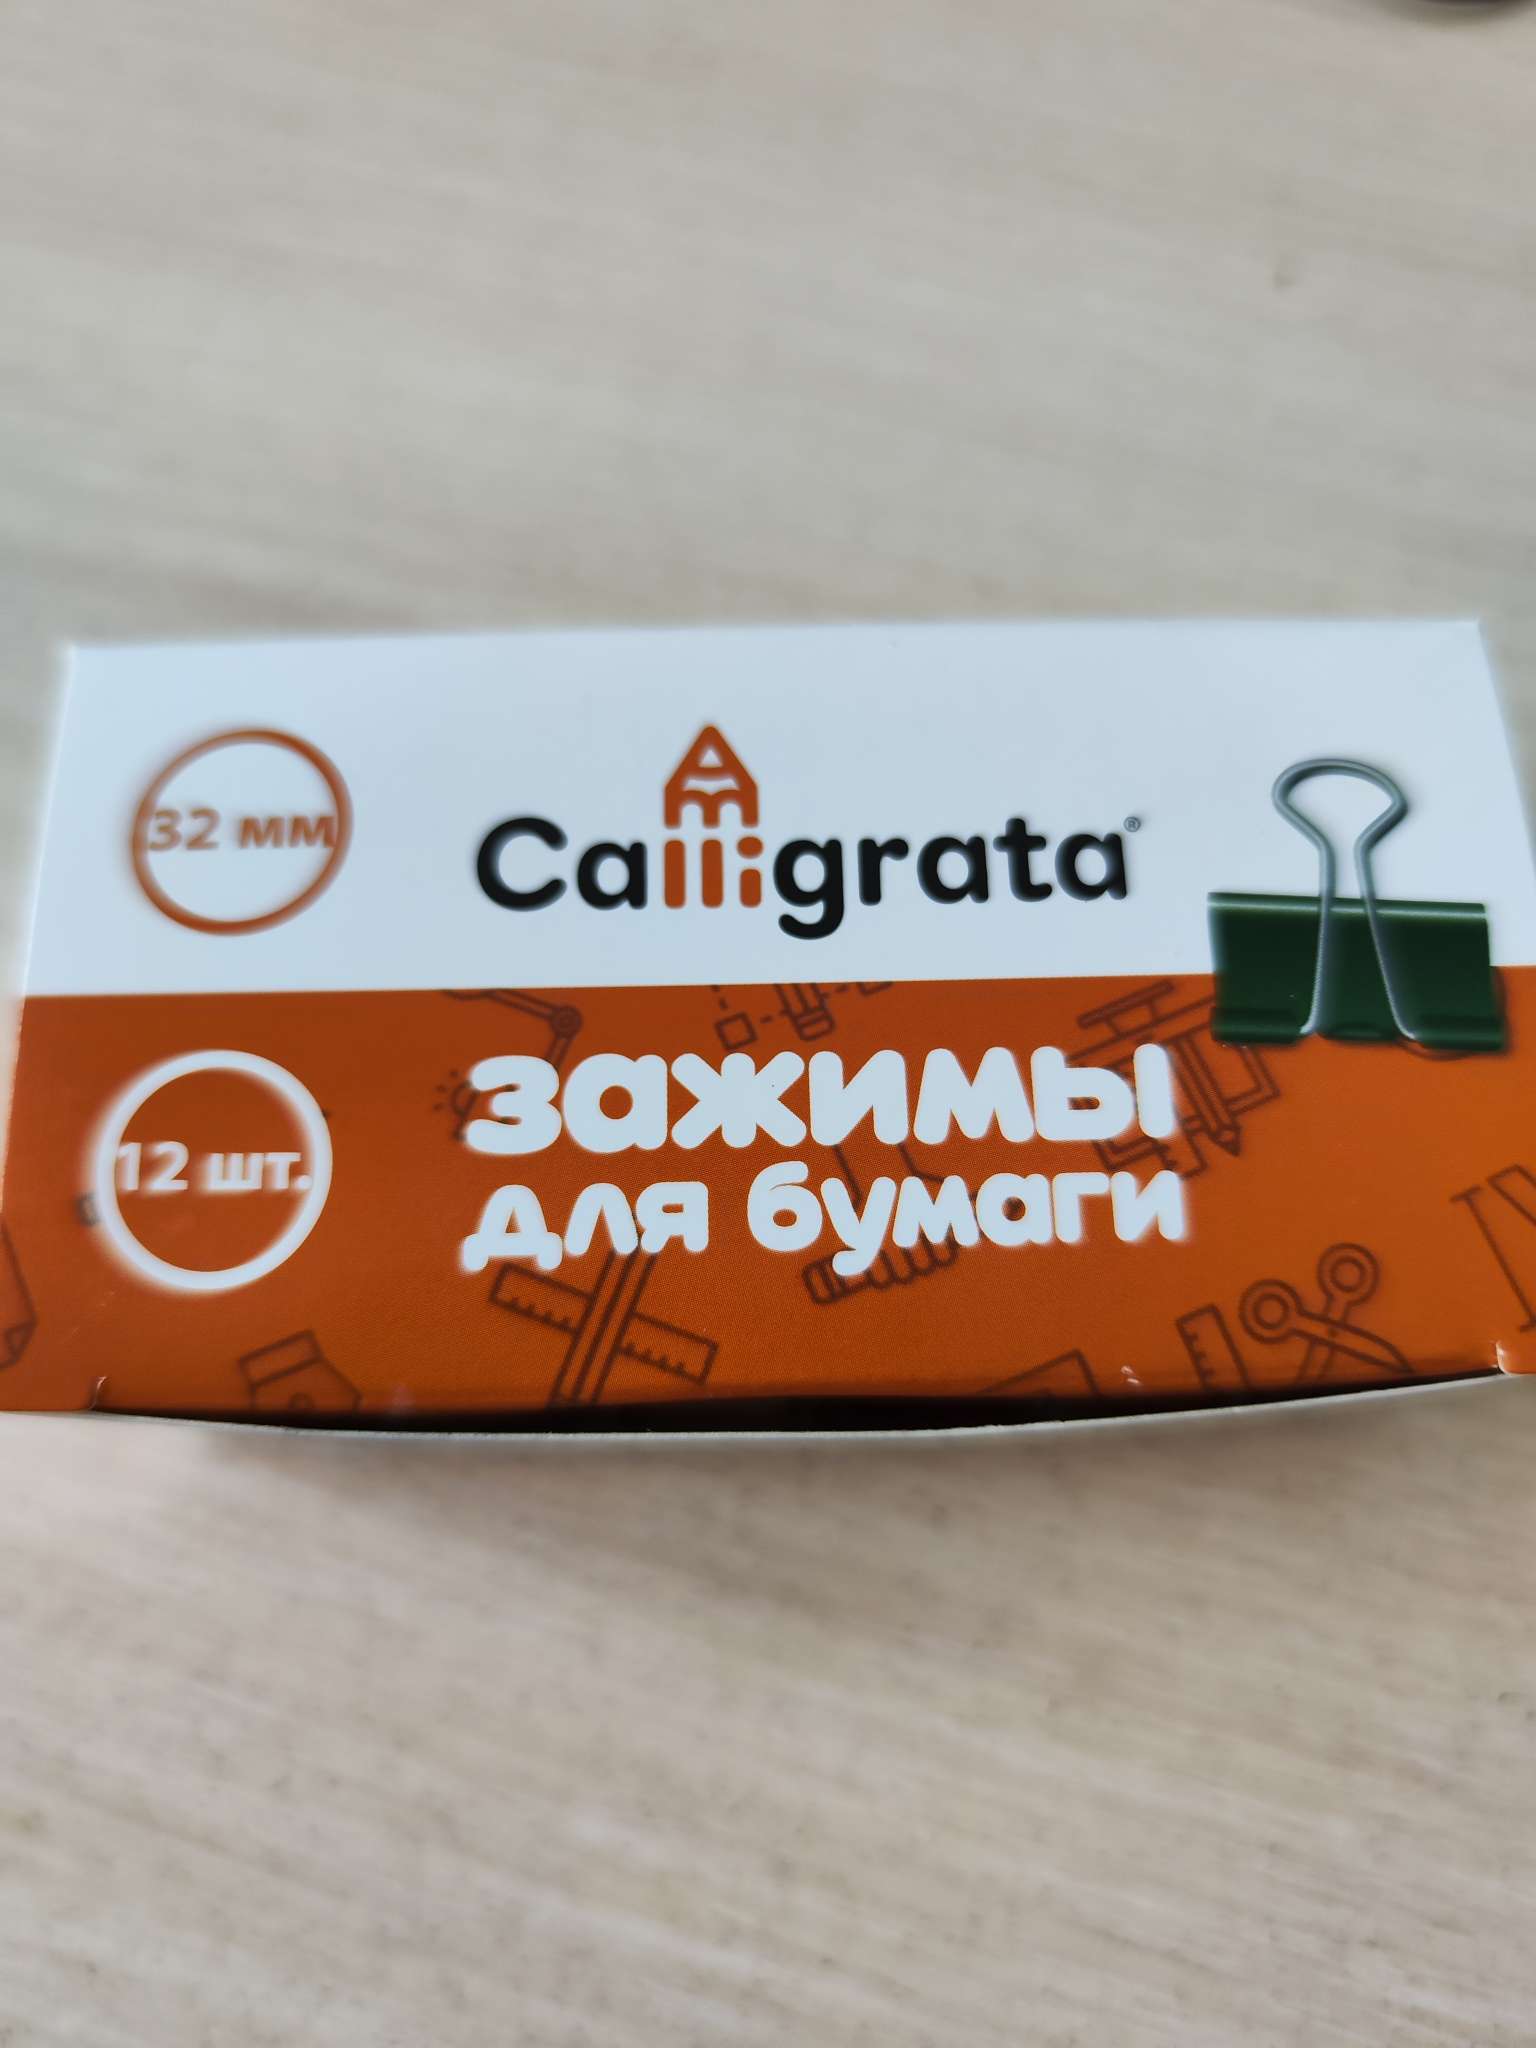 32 мм
Calligrata®
зажимы
для бумаги
12 шт.